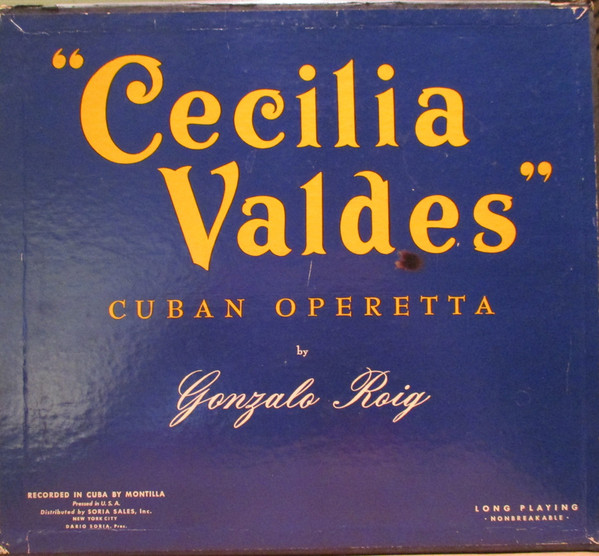 “Cecilia
Valdes”
CUBAN OPERETTA
by
Gonzalo Roig
RECORDED IN CUBA BY MONTILLA
Pressed in U. S. A.
Distributed by SORIA SALES, Inc.
NEW YORK CITY
DARIO SORIA, Pres.
LONG PLAYING
· NONBREAKABLE ·